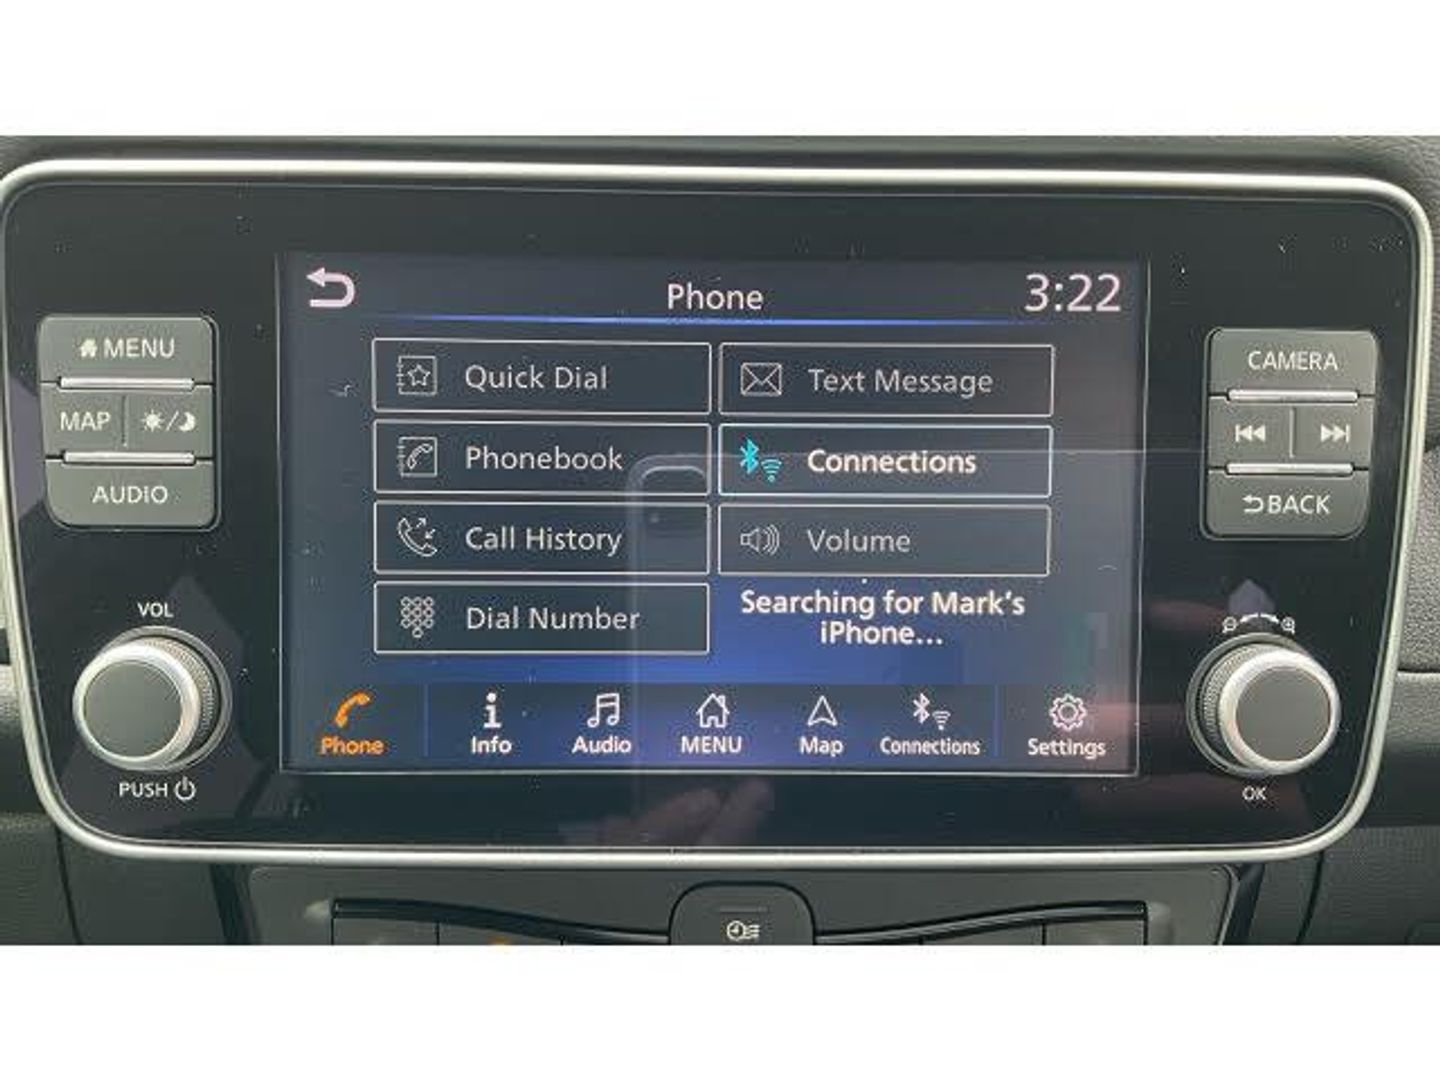 Phone
3:22
MENU
MAP
AUDIO
VOL
PUSH
Quick Dial
Text Message
Phonebook
Connections
Call History
Volume
Dial Number
Searching for Mark's
iPhone...
Phone
Info
Audio
MENU
Map
Connections
Settings
CAMERA
BACK
OK